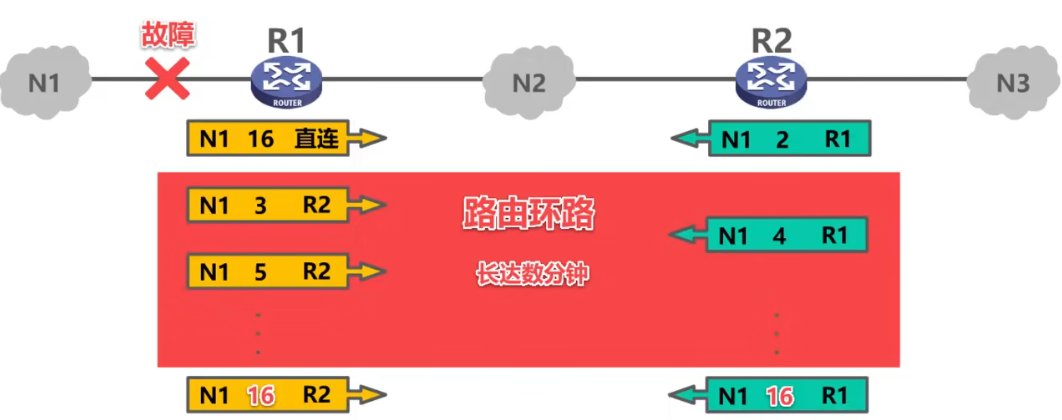 故障
R1
R2
N1
ROUTER
N2
ROUTER
N3
N1 16 直连
N1 2 R1
N1 3 R2
路由环路
N1 4 R1
N1 5 R2
长达数分钟
N1 16 R2
N1 16 R1